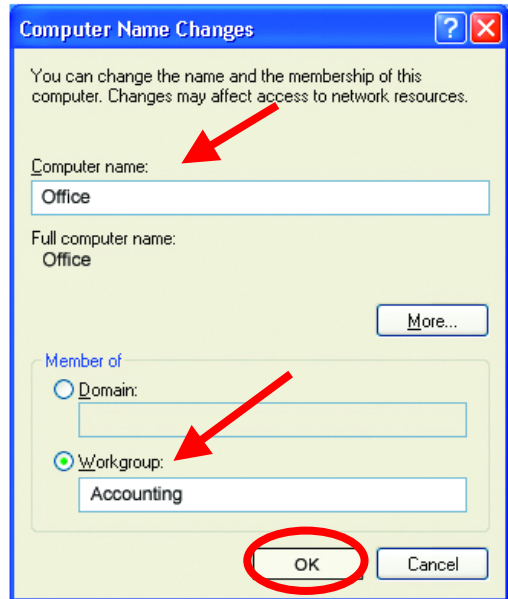 Computer Name Changes
You can change the name and the membership of this
computer. Changes may affect access to network resources.
Computer name:
Office
Full computer name:
Office
More...
Member of
Domain:
Workgroup:
Accounting
OK Cancel